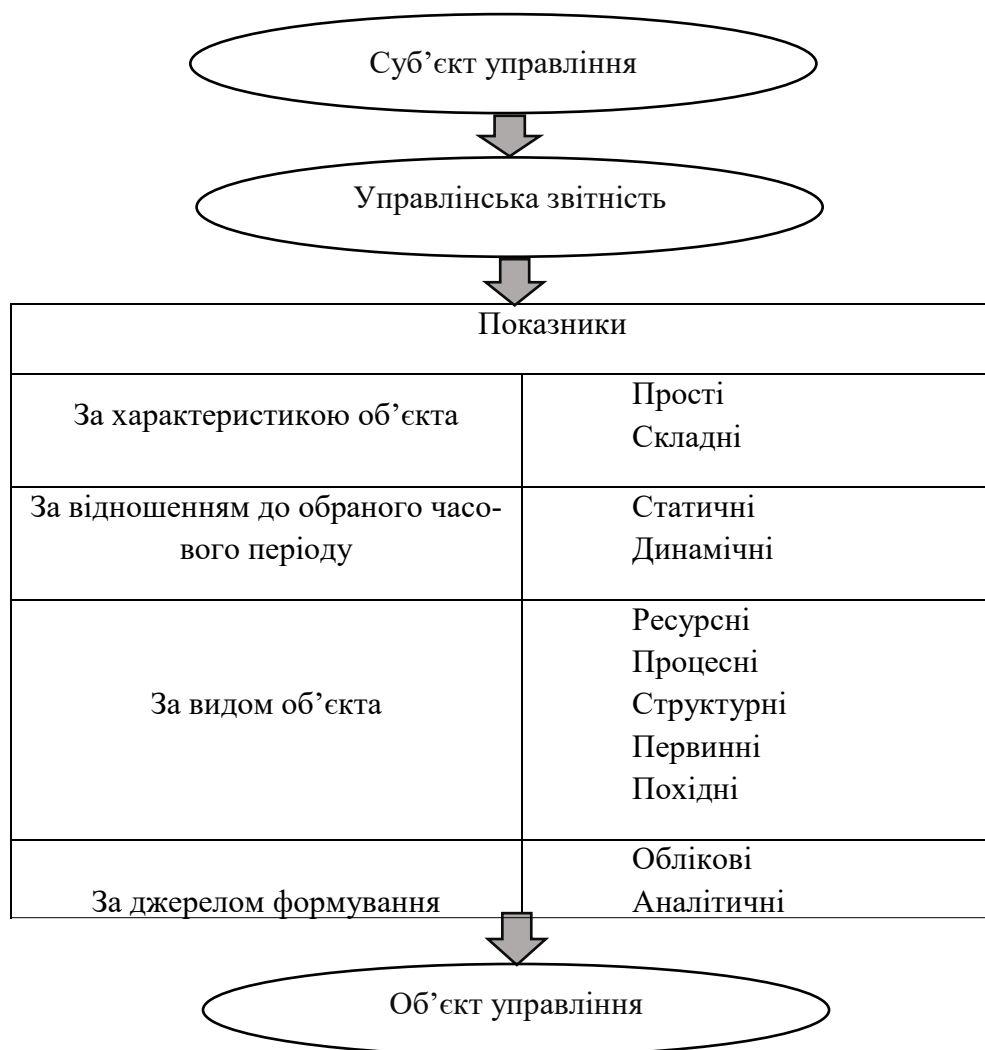 Суб’єкт управління
Управлінська звітність
Показники
За характеристикою об’єкта
Прості
Складні
За відношенням до обраного часо-
вого періоду
Статичні
Динамічні
За видом об’єкта
Ресурсні
Процесні
Структурні
Первинні
Похідні
За джерелом формування
Облікові
Аналітичні
Об’єкт управління